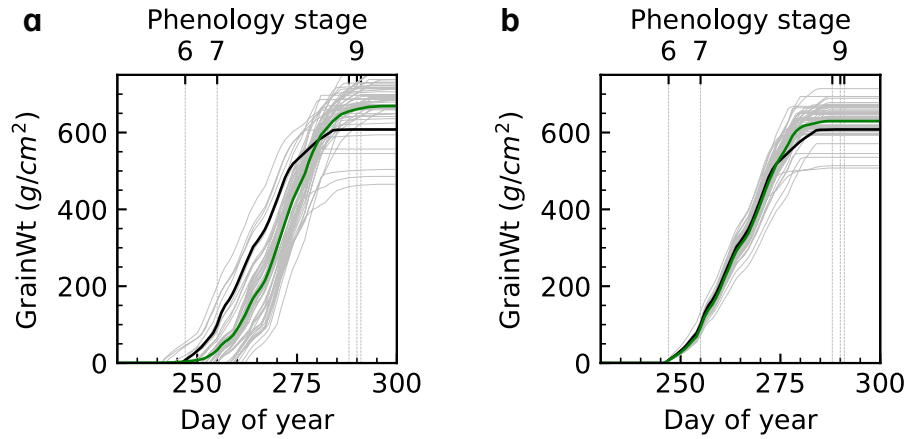 a
Phenology stage
6 7 9
600
400
200
0
GrainWt (g/cm²)
250 275 300
Day of year
b
Phenology stage
6 7 9
600
400
200
0
GrainWt (g/cm²)
250 275 300
Day of year